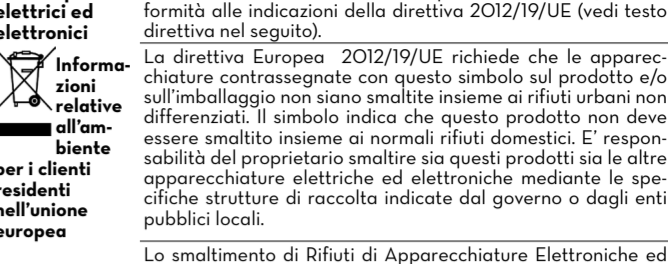 elettrici ed
elettronici
formità alle indicazioni della direttiva 2012/19/UE (vedi testo
direttiva nel seguito).
Informa-
zioni
relative
all'am-
biente
per i clienti
residenti
nell'unione
europea
La direttiva Europea 2012/19/UE richiede che le apparec-
chiature contrassegnate con questo simbolo sul prodotto e/o
sull'imballaggio non siano smaltite insieme ai rifiuti urbani non
differenziati. Il simbolo indica che questo prodotto non deve
essere smaltito insieme ai normali rifiuti domestici. E' respon-
sabilità del proprietario smaltire sia questi prodotti sia le altre
apparecchiature elettriche ed elettroniche mediante le spe-
cifiche strutture di raccolta indicate dal governo o dagli enti
pubblici locali.
Lo smaltimento di Rifiuti di Apparecchiature Elettroniche ed